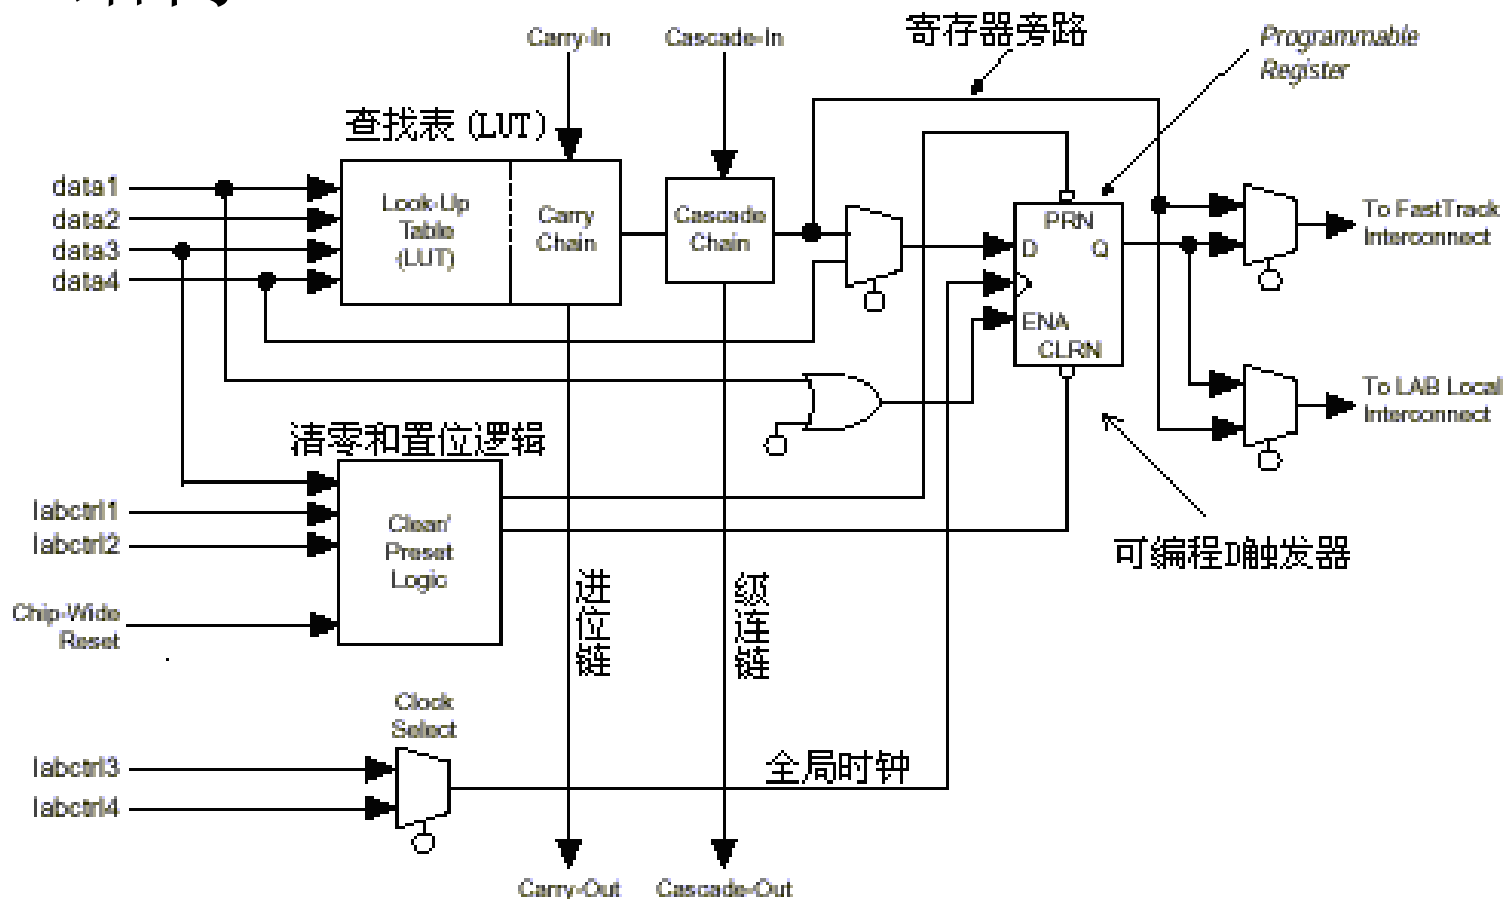 Carry-In
Cascade-In
寄存器旁路
Programmable
Register
查找表(LUT)
data1
data2
data3
data4
Look-Up
Table
(LUT)
Carry
Chain
Cascade
Chain
PRN
D
Q
ENA
CLRN
To FastTrack
Interconnect
To LAB Local
Interconnect
清零和置位逻辑
labctrl1
labctrl2
Clear/
Preset
Logic
Chip-Wide
Reset
可编程D触发器
进位链
级连链
Clock
Select
labctrl3
labctrl4
全局时钟
Carry-Out
Cascade-Out